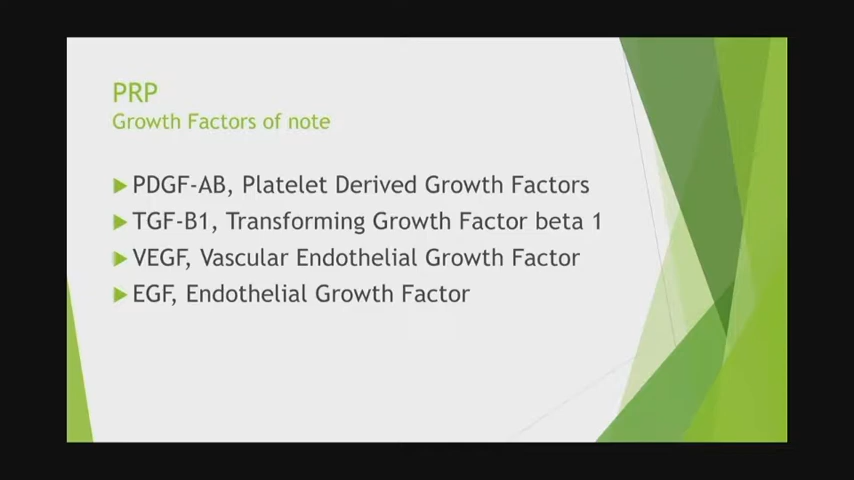 PRP
Growth Factors of note
PDGF-AB, Platelet Derived Growth Factors
TGF-B1, Transforming Growth Factor beta 1
VEGF, Vascular Endothelial Growth Factor
EGF, Endothelial Growth Factor